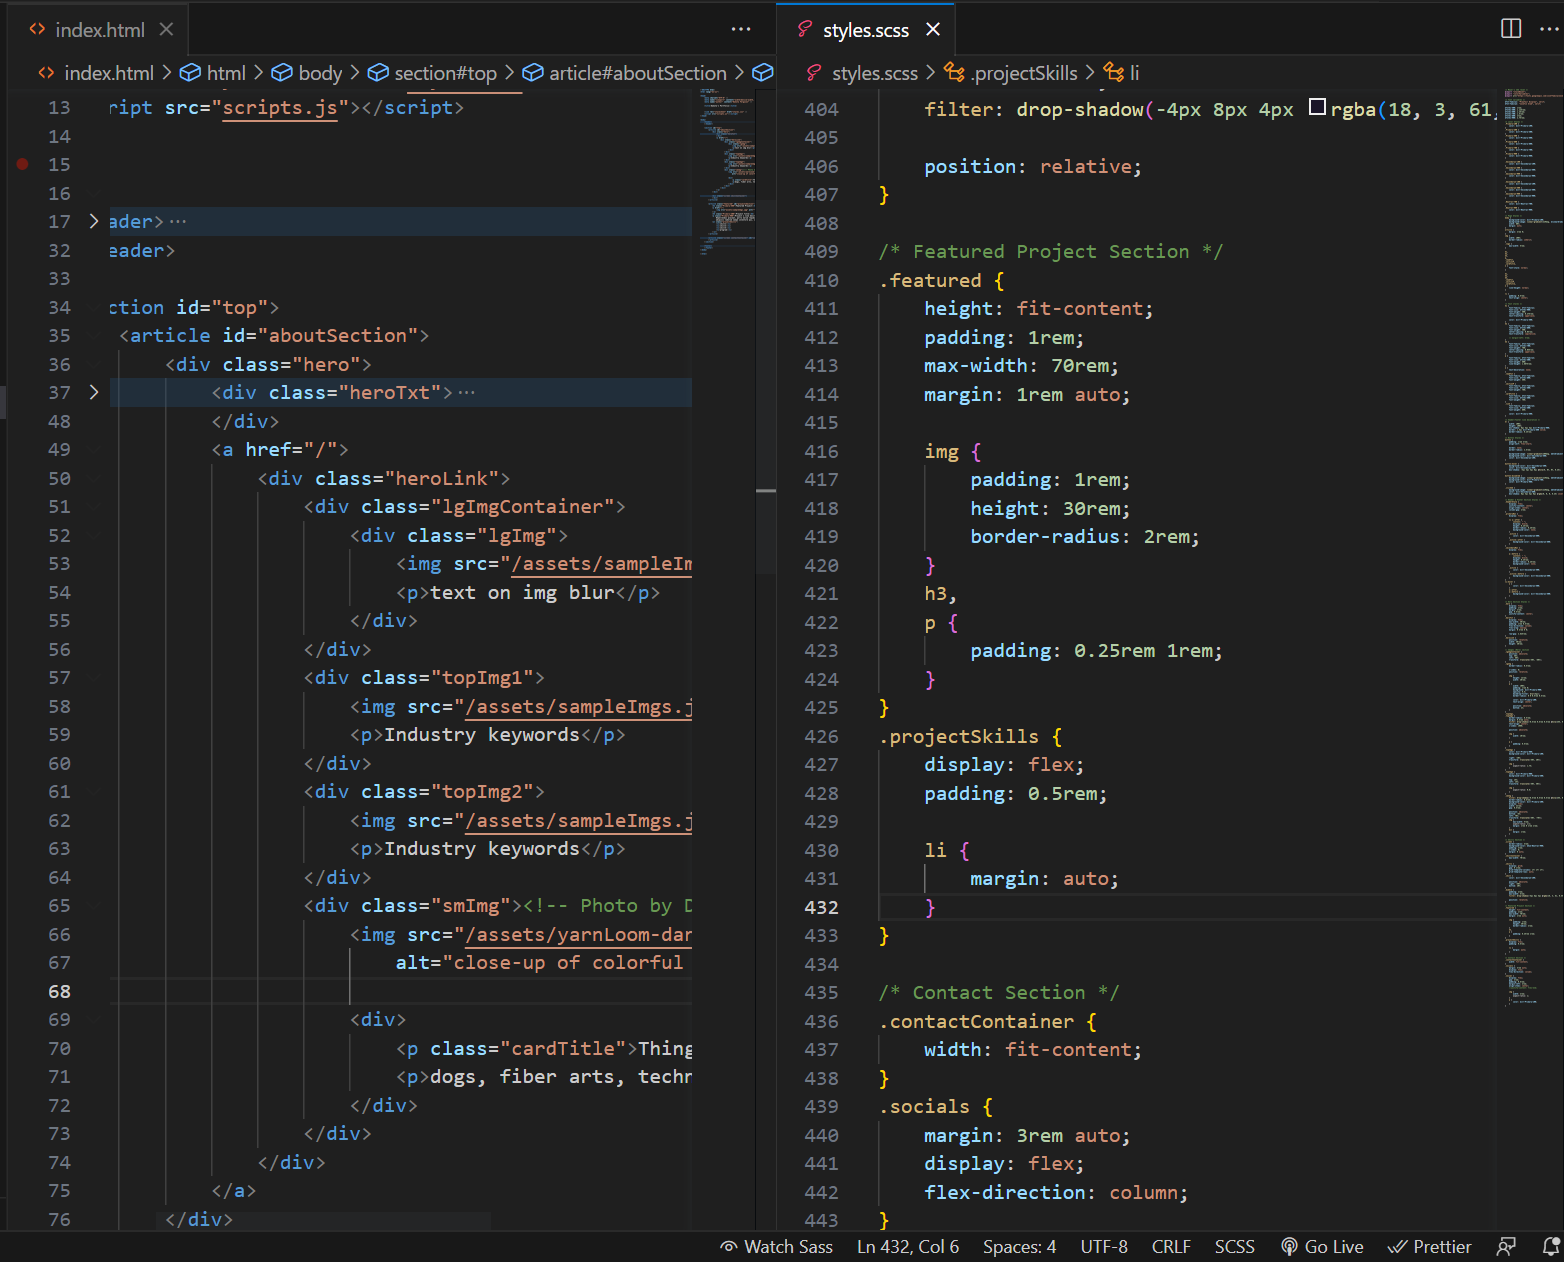 index.html
index.html > html > body > section#top > article#aboutSection >
13 ript src="scripts.js"></script>
14
15
16
17 ader> ···
32 eader>
33
34 ction id="top">
35 <article id="aboutSection">
36 <div class="hero">
37 <div class="heroTxt"> ···
48 </div>
49 <a href="/">
50 <div class="heroLink">
51 <div class="lgImgContainer">
52 <div class="lgImg">
53 <img src="/assets/sampleIm
54 <p>text on img blur</p>
55 </div>
56 </div>
57 <div class="topImg1">
58 <img src="/assets/sampleImgs.j
59 <p>Industry keywords</p>
60 </div>
61 <div class="topImg2">
62 <img src="/assets/sampleImgs.j
63 <p>Industry keywords</p>
64 </div>
65 <div class="smImg"><!-- Photo by D
66 <img src="/assets/yarnLoom-dar
67 alt="close-up of colorful
68
69 <div>
70 <p class="cardTitle">Thing
71 <p>dogs, fiber arts, techn
72 </div>
73 </div>
74 </div>
75 </a>
76 </div>
styles.scss
styles.scss > .projectSkills > li
404 filter: drop-shadow(-4px 8px 4px rgba(18, 3, 61,
405
406 position: relative;
407 }
408
409 /* Featured Project Section */
410 .featured {
411 height: fit-content;
412 padding: 1rem;
413 max-width: 70rem;
414 margin: 1rem auto;
415
416 img {
417 padding: 1rem;
418 height: 30rem;
419 border-radius: 2rem;
420 }
421 h3,
422 p {
423 padding: 0.25rem 1rem;
424 }
425 }
426 .projectSkills {
427 display: flex;
428 padding: 0.5rem;
429
430 li {
431 margin: auto;
432 }
433 }
434
435 /* Contact Section */
436 .contactContainer {
437 width: fit-content;
438 }
439 .socials {
440 margin: 3rem auto;
441 display: flex;
442 flex-direction: column;
443 }
Watch Sass Ln 432, Col 6 Spaces: 4 UTF-8 CRLF SCSS Go Live Prettier